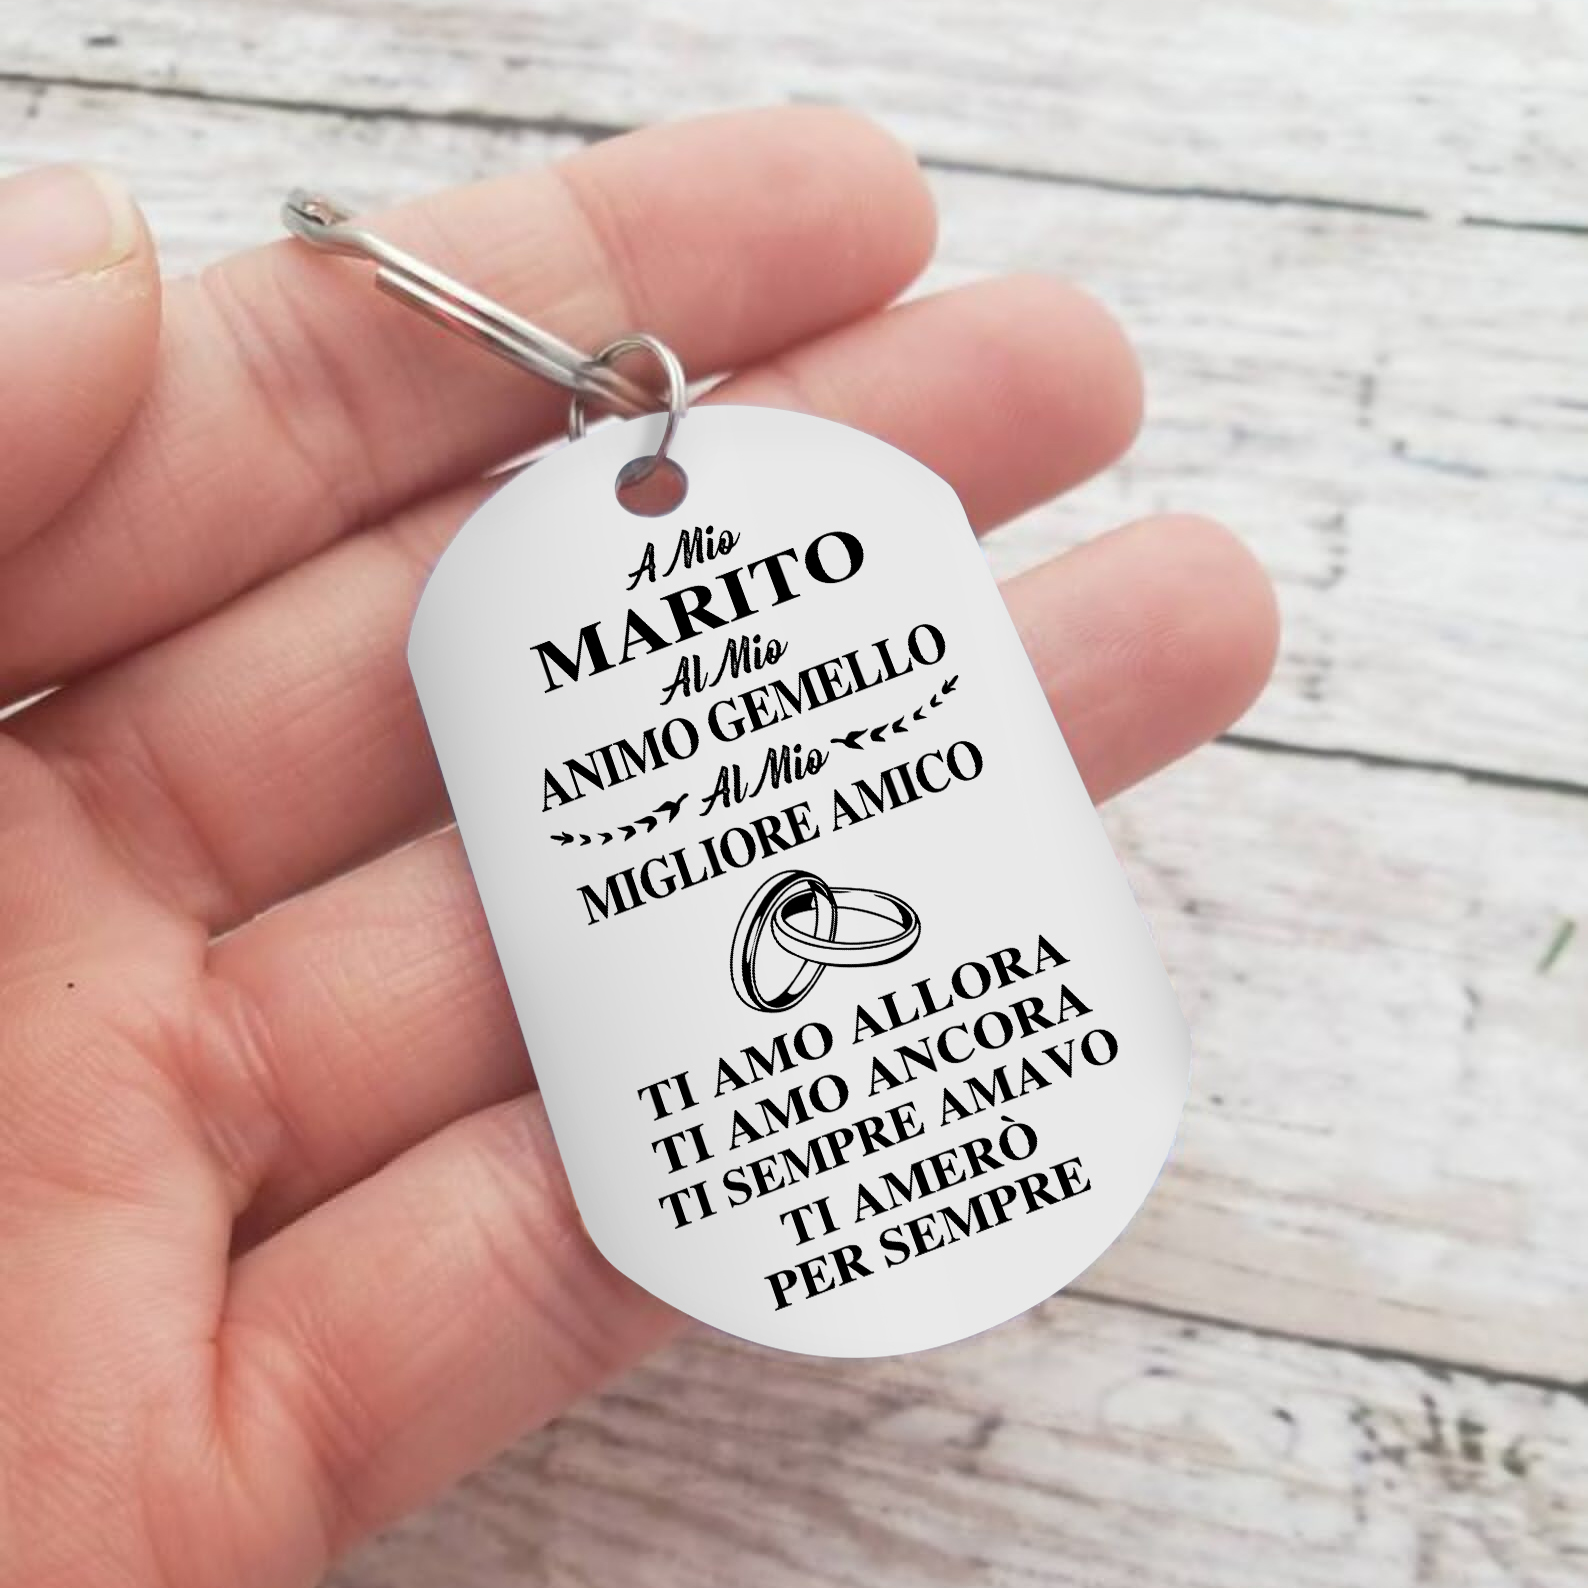 A Mio
MARITO
Al Mio
ANIMO GEMELLO
Al Mio
MIGLIORE AMICO
TI AMO ALLORA
TI AMO ANCORA
TI SEMPRE AMAVO
TI AMERÒ
PER SEMPRE